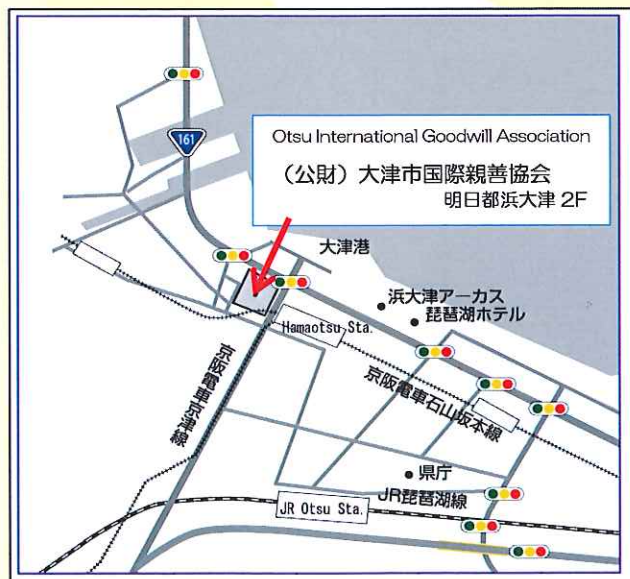 161
Otsu International Goodwill Association
（公財）大津市国際親善協会
明日都浜大津 2F
大津港
浜大津アーカス
琵琶湖ホテル
Hamaotsu Sta.
京阪電車京津線
京阪電車石山坂本線
県庁
JR琵琶湖線
JR Otsu Sta.